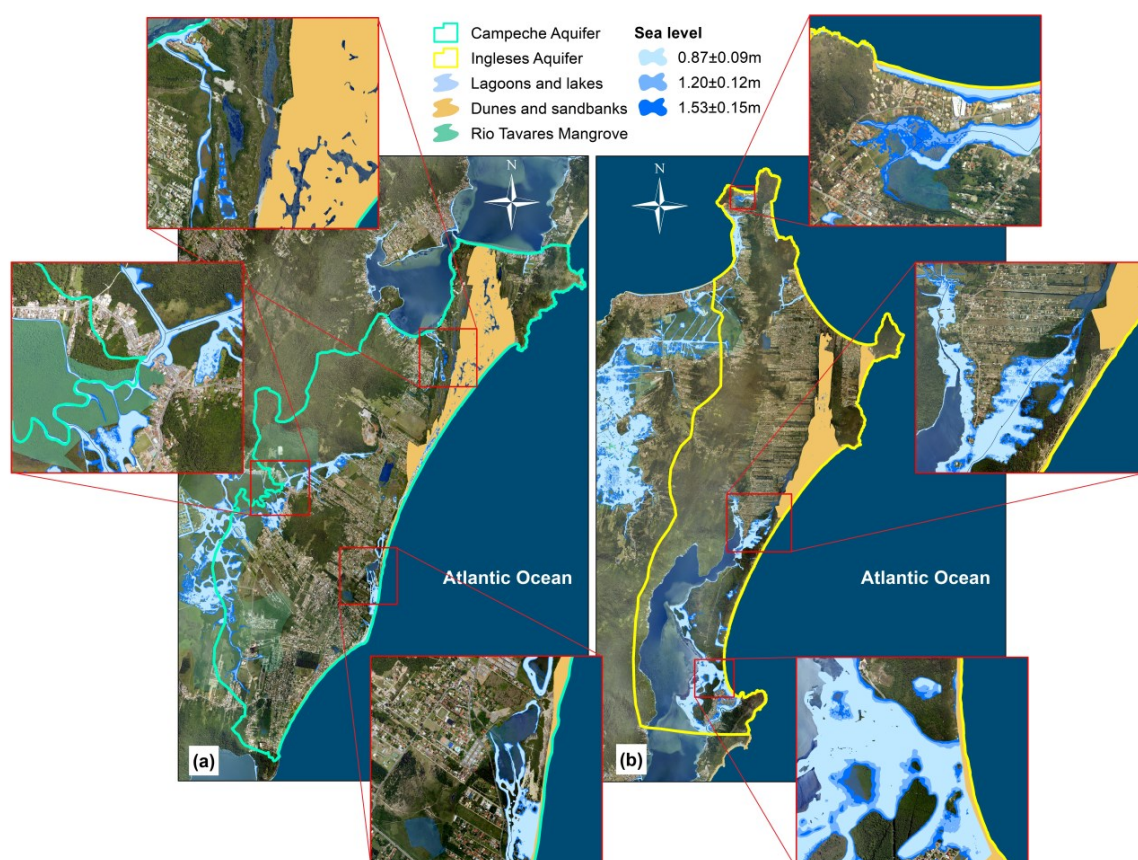 Campeche Aquifer
Ingleses Aquifer
Lagoons and lakes
Dunes and sandbanks
Rio Tavares Mangrove
Sea level
0.87±0.09m
1.20±0.12m
1.53±0.15m
N
N
Atlantic Ocean
Atlantic Ocean
(a)
(b)